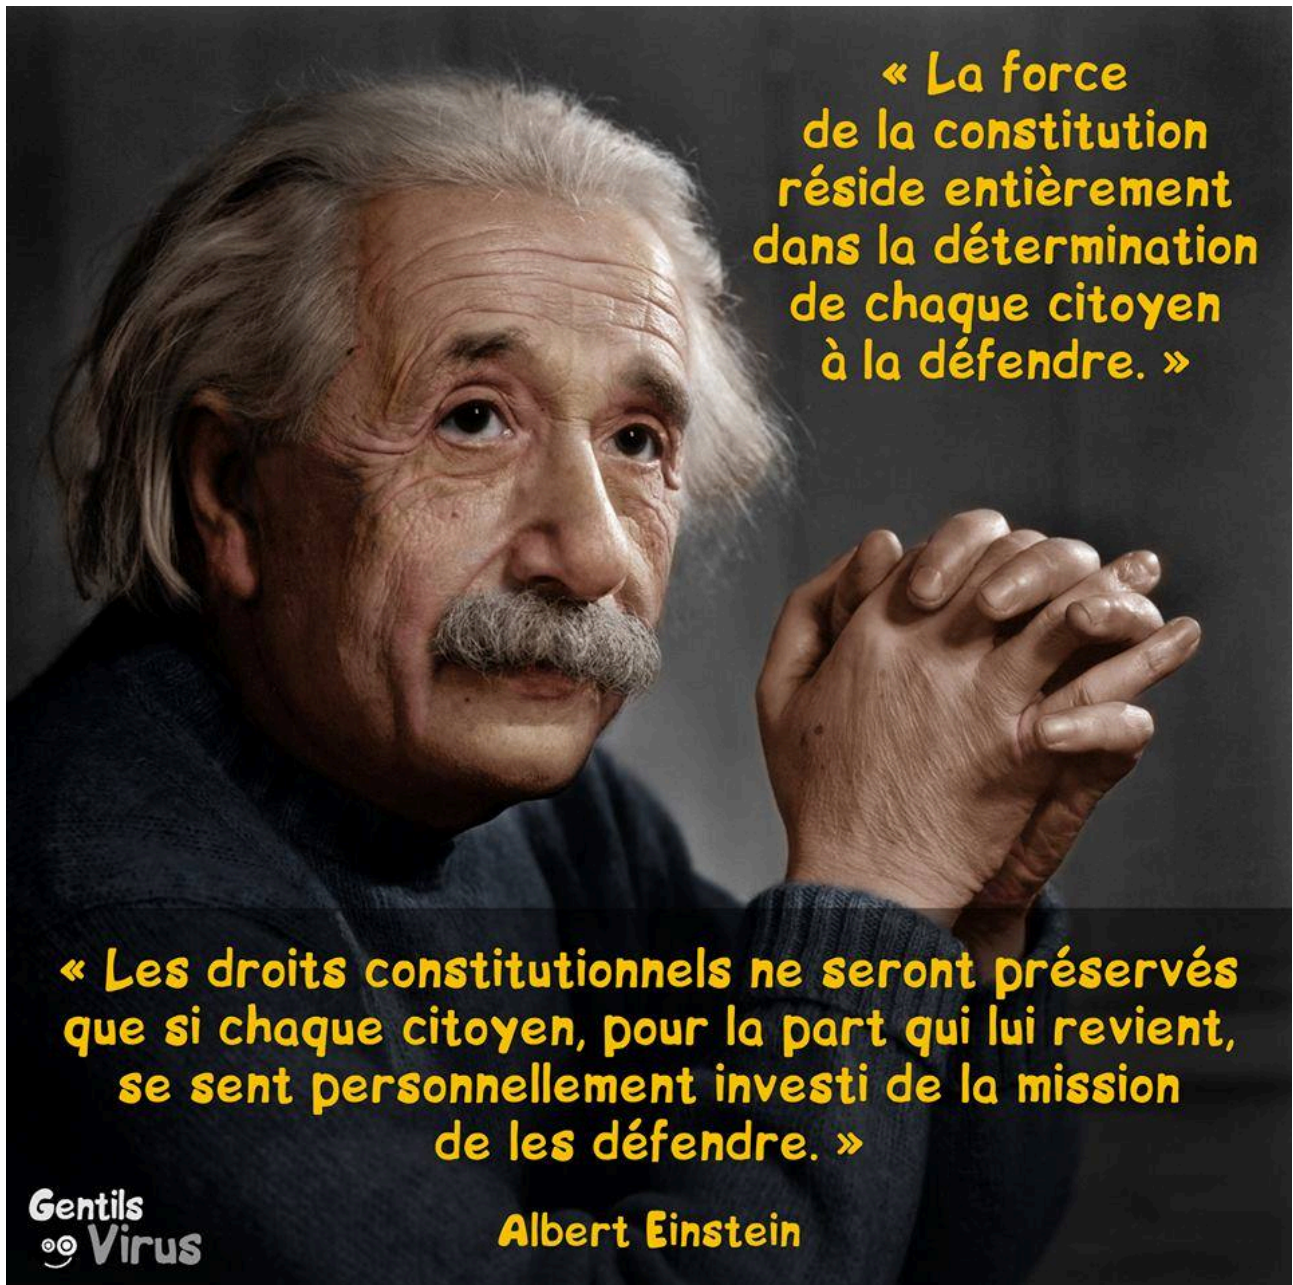 « La force
de la constitution
réside entièrement
dans la détermination
de chaque citoyen
à la défendre. »
« Les droits constitutionnels ne seront préservés
que si chaque citoyen, pour la part qui lui revient,
se sent personnellement investi de la mission
de les défendre. »
Albert Einstein
Gentils
Virus